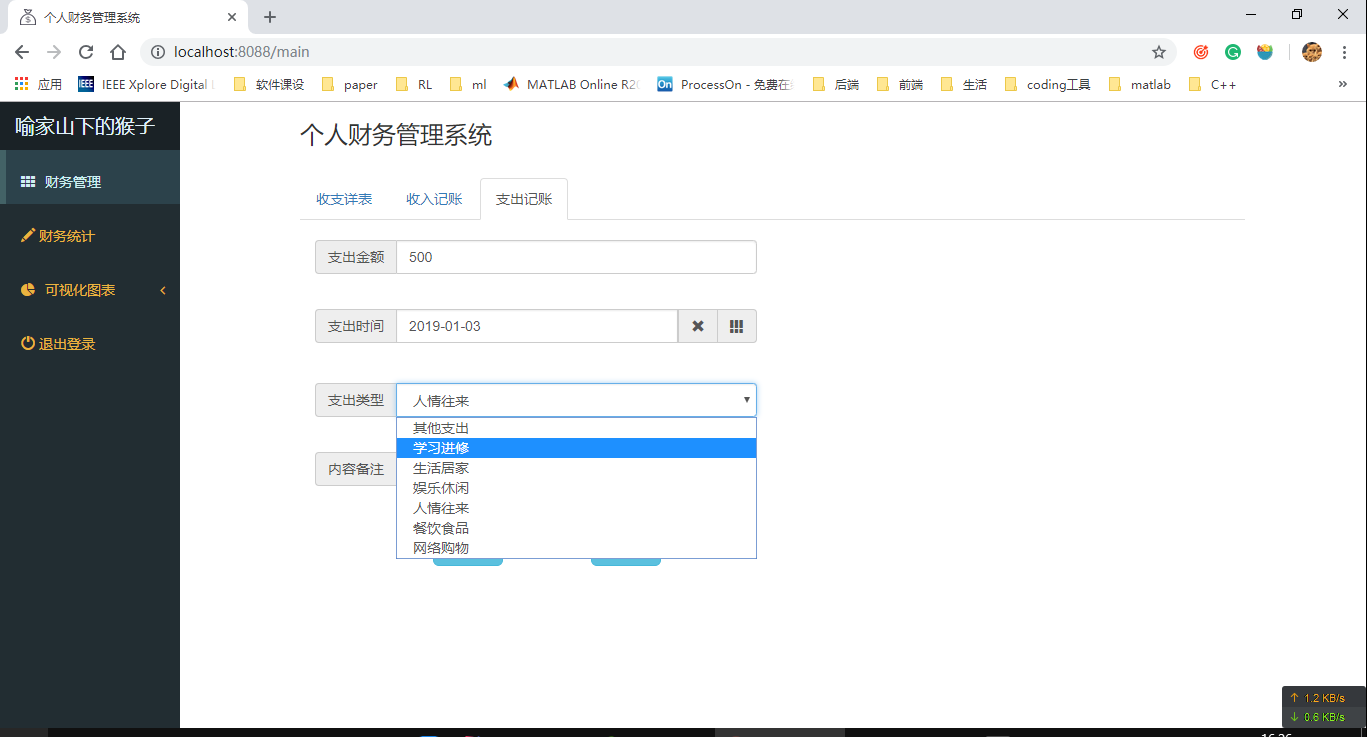 个人财务管理系统
localhost:8088/main
应用 IEEE Xplore Digital 软件课设 paper RL ml MATLAB Online R20 ProcessOn - 免费在 后端 前端 生活 coding工具 matlab C++ »
喻家山下的猴子
财务管理
财务统计
可视化图表
退出登录
个人财务管理系统
收支详表 收入记账 支出记账
支出金额 500
支出时间 2019-01-03
支出类型 人情往来
其他支出
学习进修
生活居家
娱乐休闲
人情往来
餐饮食品
网络购物
内容备注
↑ 1.2 KB/s
↓ 0.6 KB/s